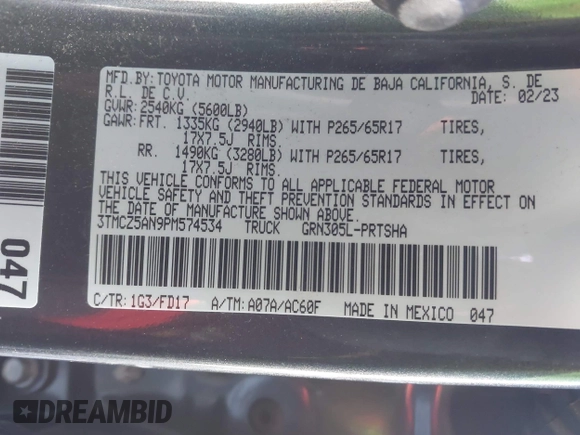 MFD.BY:TOYOTA MOTOR MANUFACTURING DE BAJA CALIFORNIA, S. DE
R.L. DE C.V. DATE: 02/23
GVWR:2540KG (5600LB)
GAWR:FRT. 1335KG (2940LB) WITH P265/65R17 TIRES,
17X7.5J RIMS.
RR. 1490KG (3280LB) WITH P265/65R17 TIRES,
17X7.5J RIMS.
THIS VEHICLE CONFORMS TO ALL APPLICABLE FEDERAL MOTOR
VEHICLE SAFETY AND THEFT PREVENTION STANDARDS IN EFFECT ON
THE DATE OF MANUFACTURE SHOWN ABOVE.
3TMCZ5AN9PM574534 TRUCK GRN305L-PRTSHA
C/TR: 1G3/FD17 A/TM: A07A/AC60F MADE IN MEXICO 047
047
DREAMBID